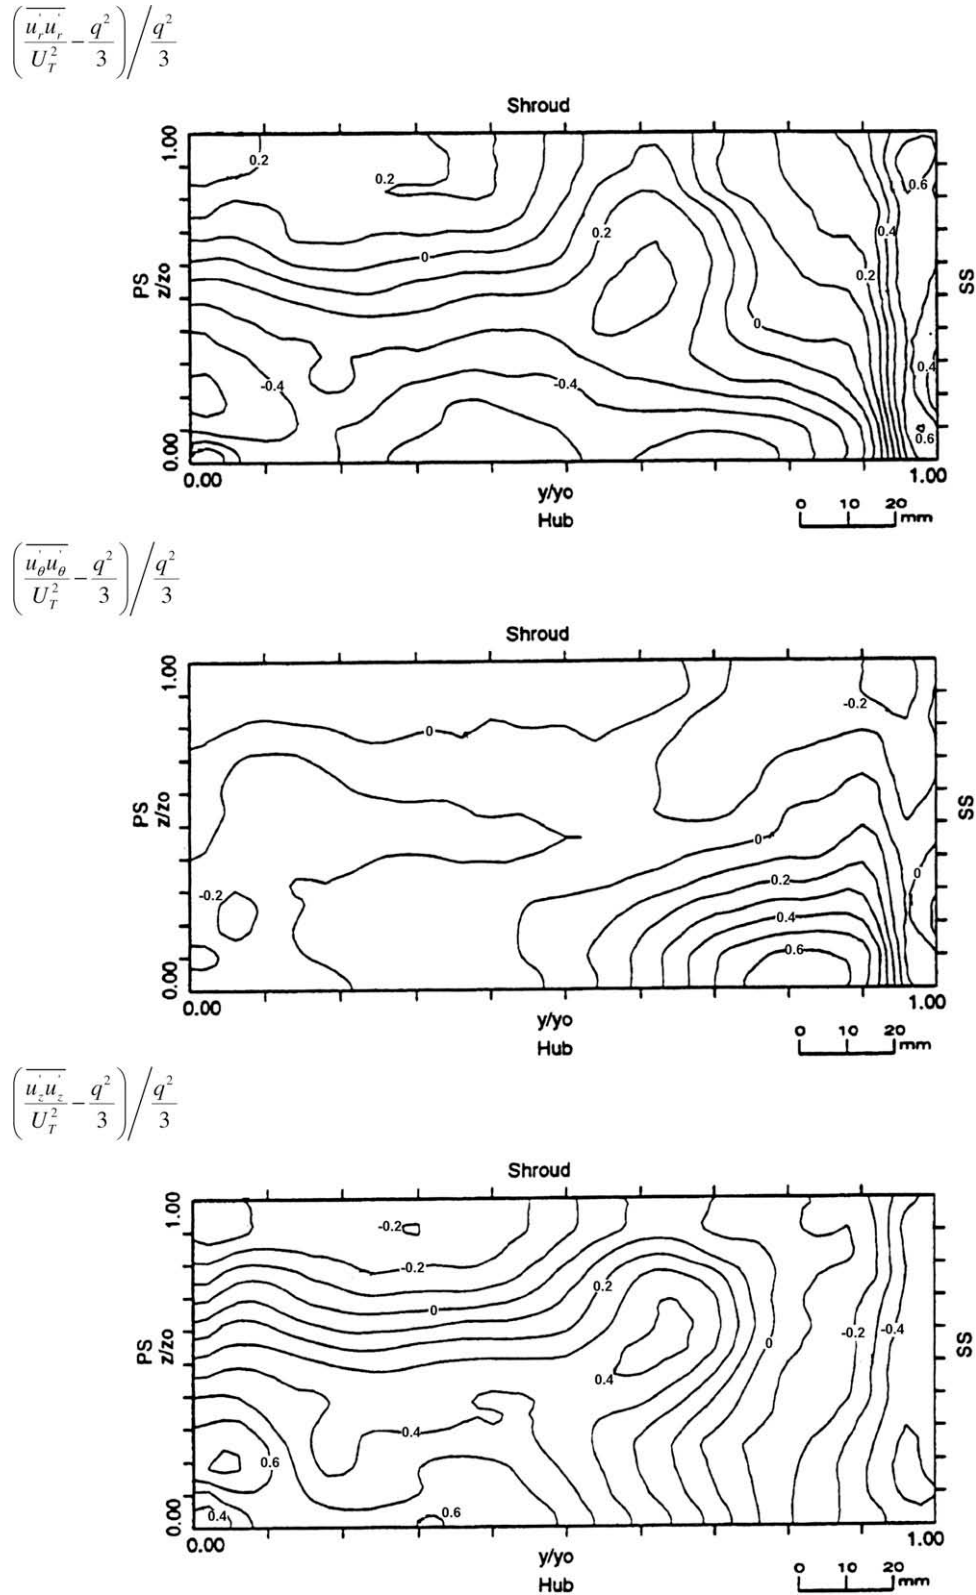 (u'ru'r/U²T − q²/3) / q²/3
Shroud
1.00
0.2
0.2
0.6
0.2
0.4
PS
z/zo
0
0.2
SS
0
0.4
-0.4
-0.4
0.6
0.00
0.00
1.00
y/yo
0 10 20
mm
Hub
(u'θu'θ/U²T − q²/3) / q²/3
Shroud
1.00
-0.2
0
PS
z/zo
SS
0
0
0.2
-0.2
0.4
0.6
0.00
0.00
1.00
y/yo
0 10 20
mm
Hub
(u'zu'z/U²T − q²/3) / q²/3
Shroud
1.00
-0.2
-0.2
0.2
0
PS
z/zo
-0.4
-0.2
0
SS
0.4
0.4
0.6
0.4
0.6
0.00
0.00
1.00
y/yo
0 10 20
mm
Hub